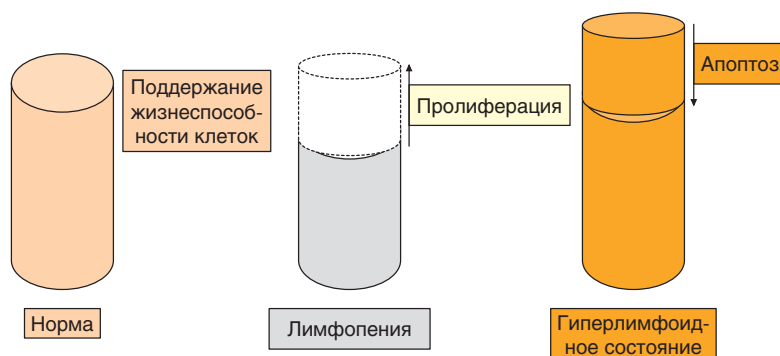 Поддержание
жизнеспособ-
ности клеток
Пролиферация
Апоптоз
Норма
Лимфопения
Гиперлимфоид-
ное состояние